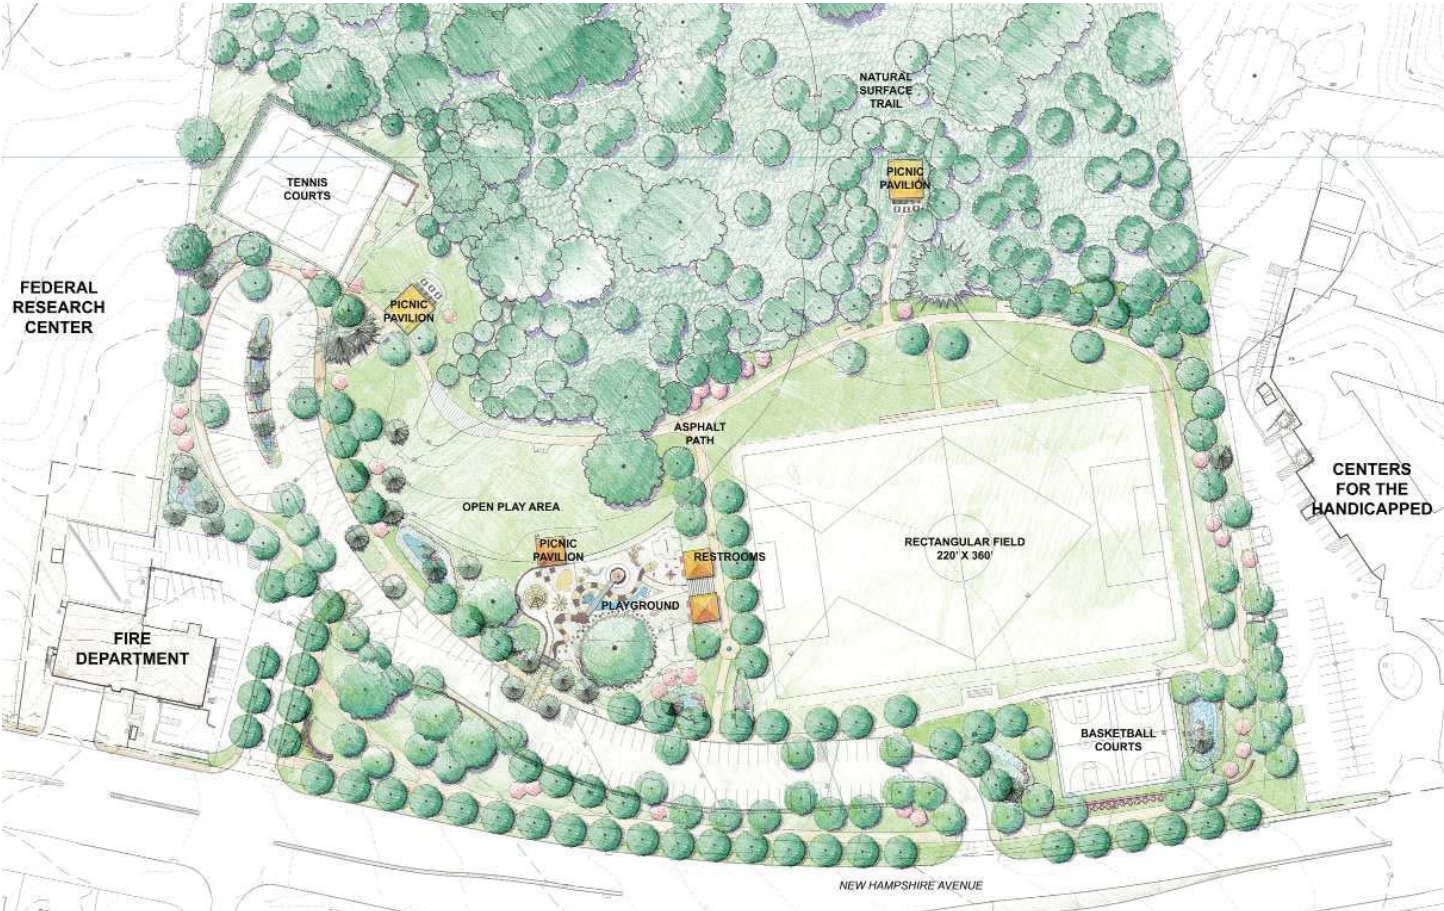 NATURAL
SURFACE
TRAIL
PICNIC
PAVILION
TENNIS
COURTS
FEDERAL
RESEARCH
CENTER
PICNIC
PAVILION
ASPHALT
PATH
CENTERS
FOR THE
HANDICAPPED
OPEN PLAY AREA
PICNIC
PAVILION
RESTROOMS
RECTANGULAR FIELD
220' X 360'
PLAYGROUND
FIRE
DEPARTMENT
BASKETBALL
COURTS
NEW HAMPSHIRE AVENUE